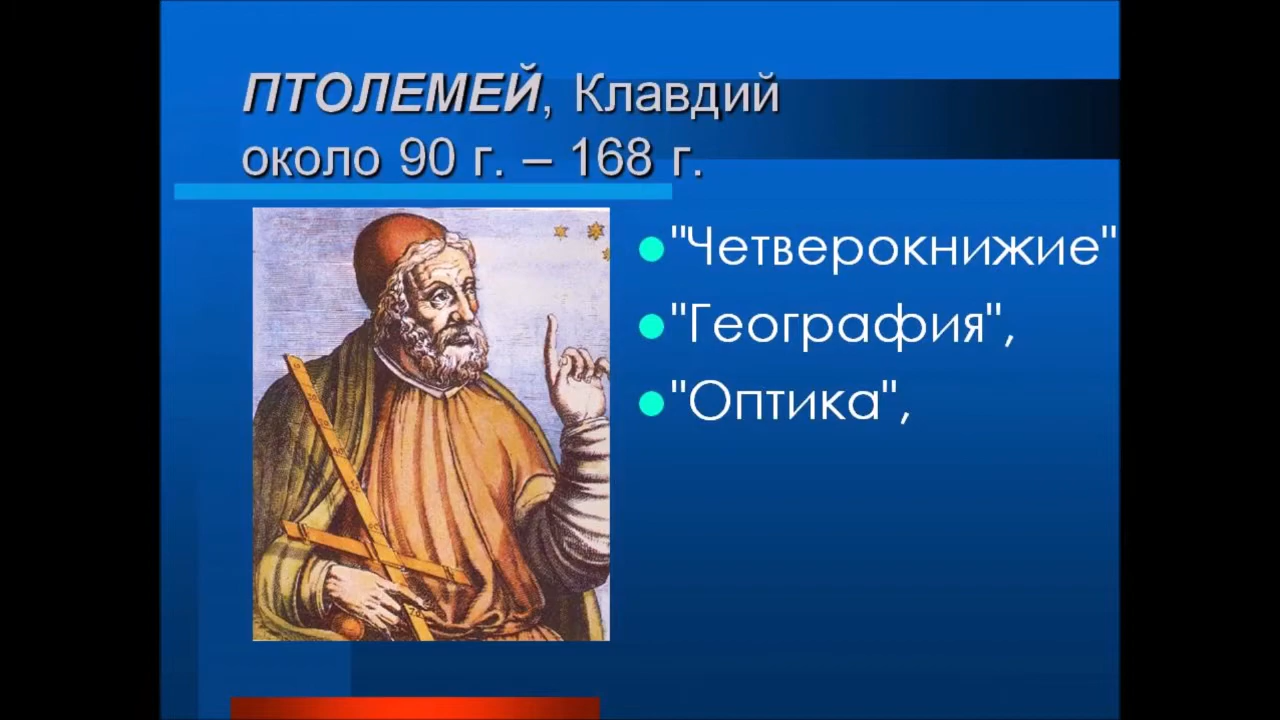 ПТОЛЕМЕЙ, Клавдий
около 90 г. – 168 г.
"Четверокнижие"
"География",
"Оптика",